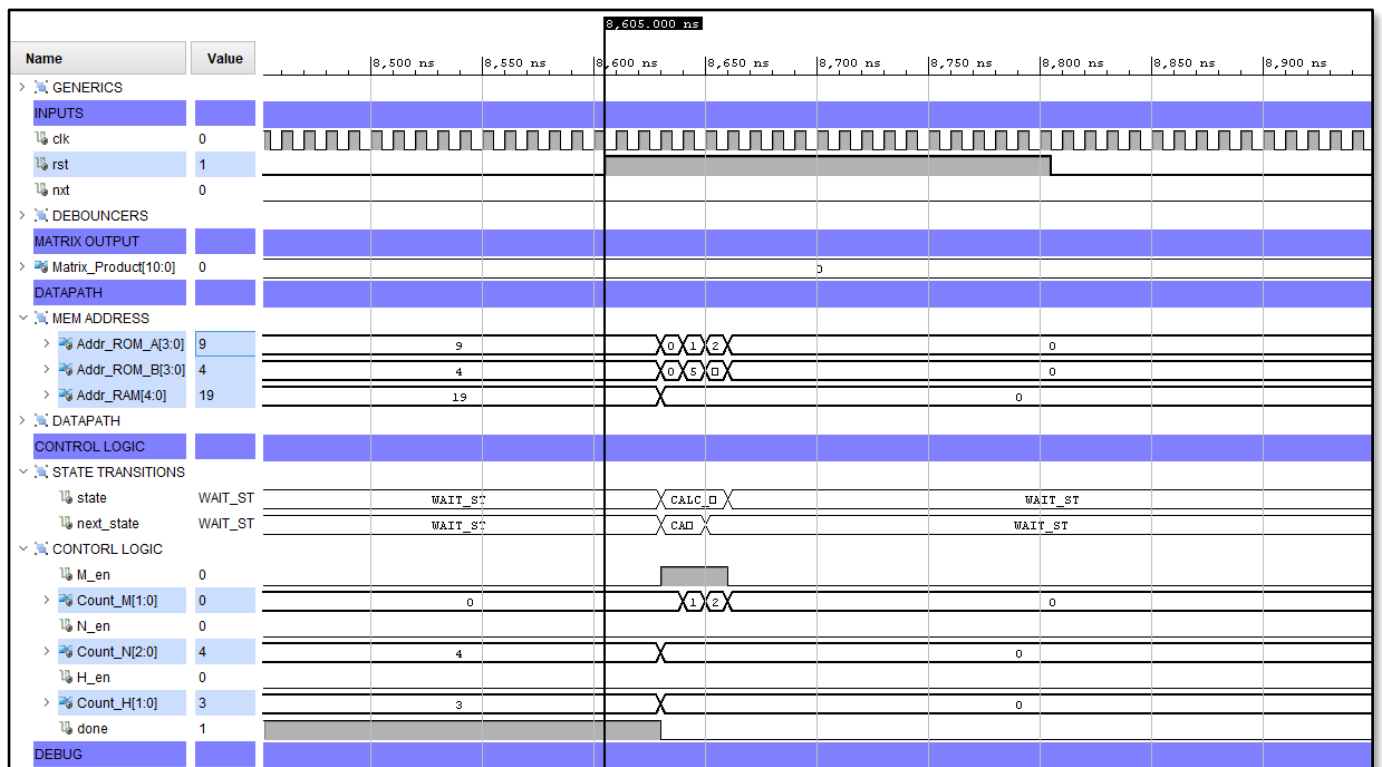 8,605.000 ns
Name Value 8,500 ns 8,550 ns 8,600 ns 8,650 ns 8,700 ns 8,750 ns 8,800 ns 8,850 ns 8,900 ns
GENERICS
INPUTS
clk 0
rst 1
nxt 0
DEBOUNCERS
MATRIX OUTPUT
Matrix_Product[10:0] 0 0
DATAPATH
MEM ADDRESS
Addr_ROM_A[3:0] 9 9 0 1 2 0
Addr_ROM_B[3:0] 4 4 0 5 0
Addr_RAM[4:0] 19 19 0
DATAPATH
CONTROL LOGIC
STATE TRANSITIONS
state WAIT_ST WAIT_ST CALC_ WAIT_ST
next_state WAIT_ST WAIT_ST CA WAIT_ST
CONTORL LOGIC
M_en 0
Count_M[1:0] 0 0 1 2 0
N_en 0
Count_N[2:0] 4 4 0
H_en 0
Count_H[1:0] 3 3 0
done 1
DEBUG